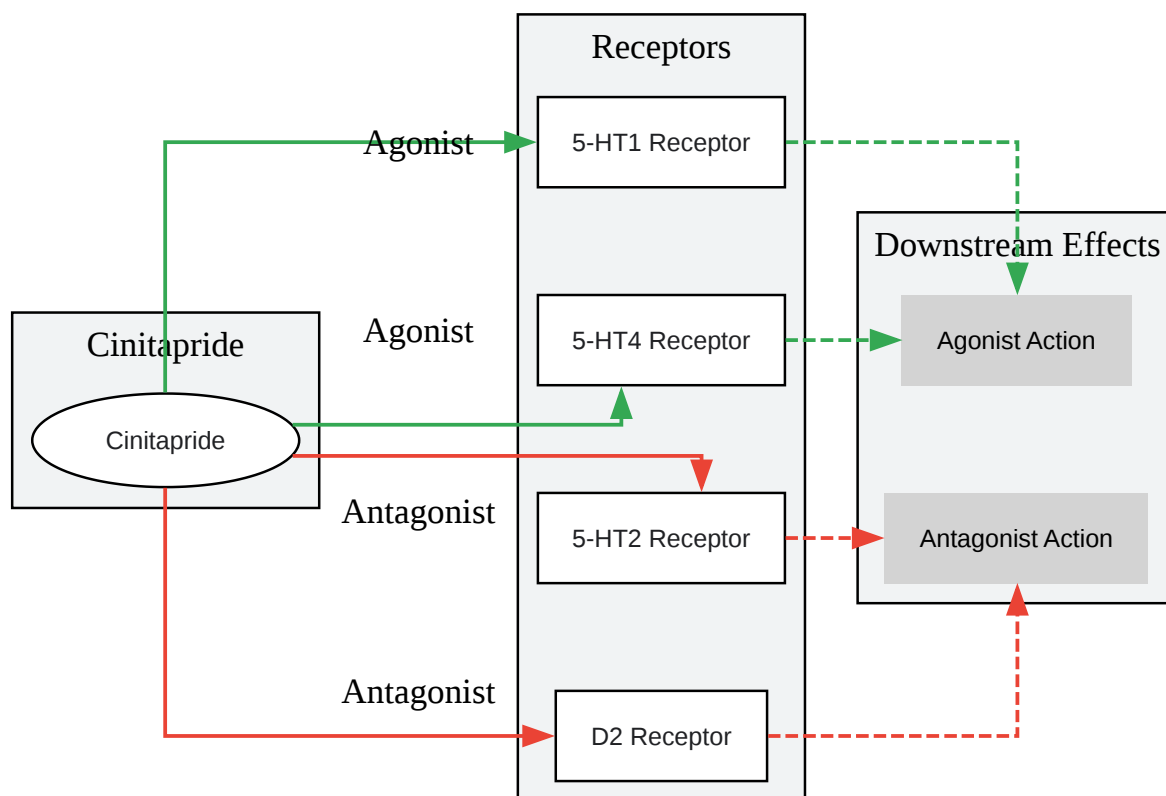 Receptors
Agonist
5-HT1 Receptor
Downstream Effects
Cinitapride
Agonist
5-HT4 Receptor
Agonist Action
Cinitapride
Antagonist
5-HT2 Receptor
Antagonist Action
Antagonist
D2 Receptor